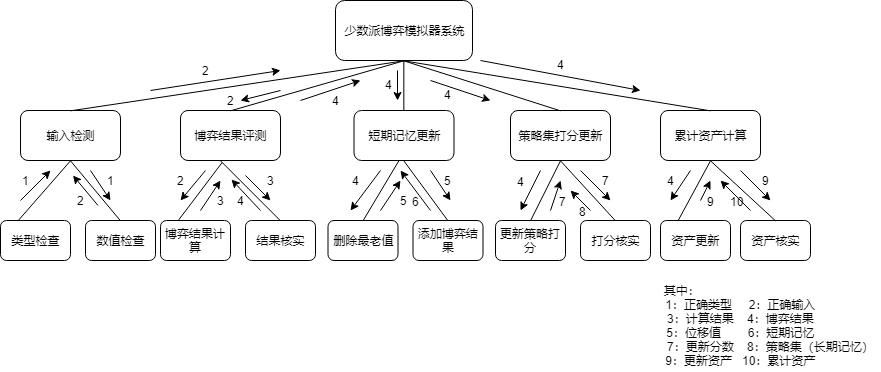 少数派博弈模拟器系统
2
2
4
4
4
4
输入检测
博弈结果评测
短期记忆更新
策略集打分更新
累计资产计算
1
1
2
2
3
3
4
4
5
5
6
4
7
7
8
4
9
9
10
类型检查
数值检查
博弈结果计
算
结果核实
删除最老值
添加博弈结
果
更新策略打
分
打分核实
资产更新
资产核实
其中：
1：正确类型 2：正确输入
3：计算结果 4：博弈结果
5：位移值 6：短期记忆
7：更新分数 8：策略集（长期记忆）
9：更新资产 10：累计资产